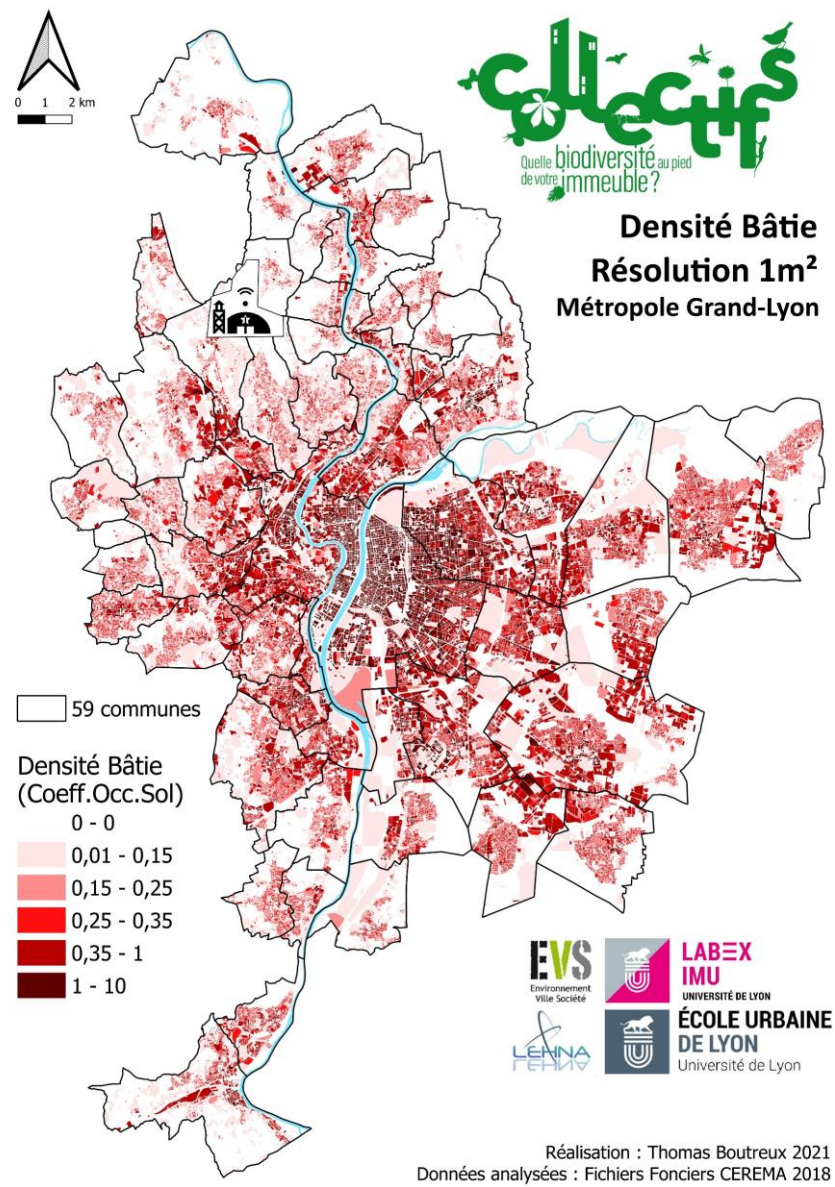 0 1 2 km
collectifs
Quelle biodiversité au pied
de votre immeuble ?
Densité Bâtie
Résolution 1m²
Métropole Grand-Lyon
59 communes
Densité Bâtie
(Coeff.Occ.Sol)
0 - 0
0,01 - 0,15
0,15 - 0,25
0,25 - 0,35
0,35 - 1
1 - 10
EVS
Environnement
Ville Société
LABEX
IMU
UNIVERSITÉ DE LYON
LEHNA
ÉCOLE URBAINE
DE LYON
Université de Lyon
Réalisation : Thomas Boutreux 2021
Données analysées : Fichiers Fonciers CEREMA 2018